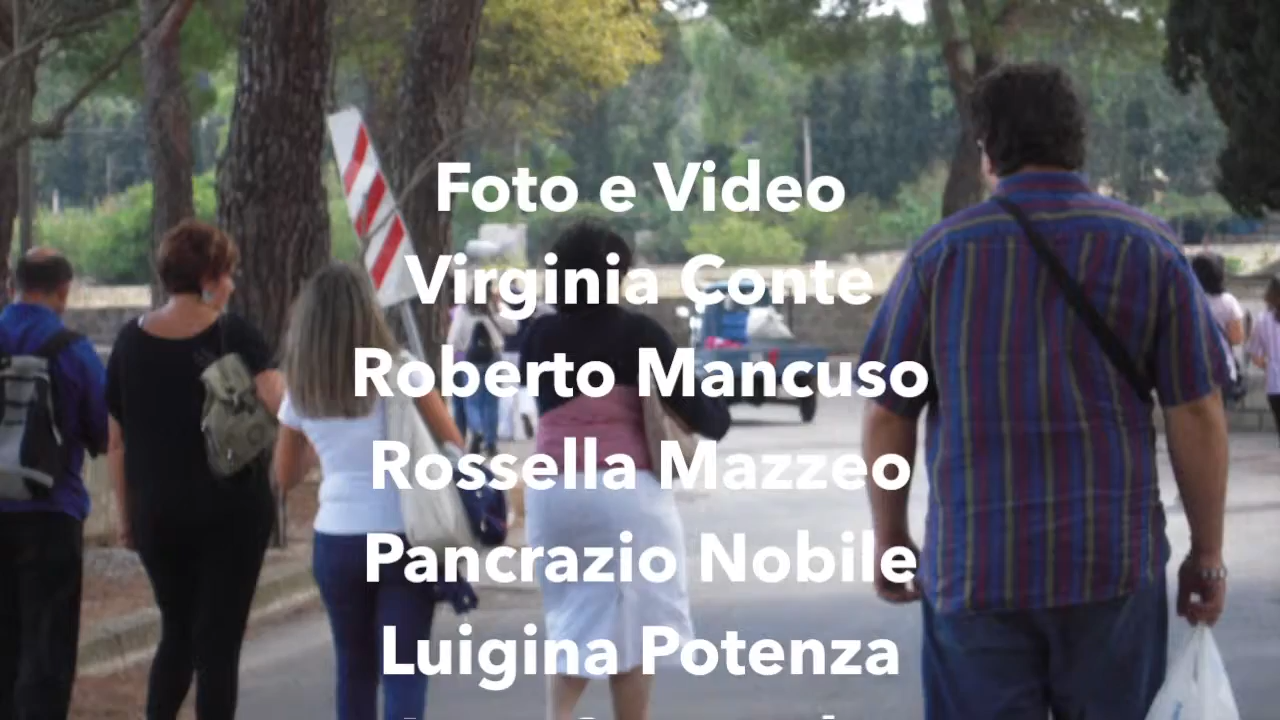 Foto e Video
Virginia Conte
Roberto Mancuso
Rossella Mazzeo
Pancrazio Nobile
Luigina Potenza